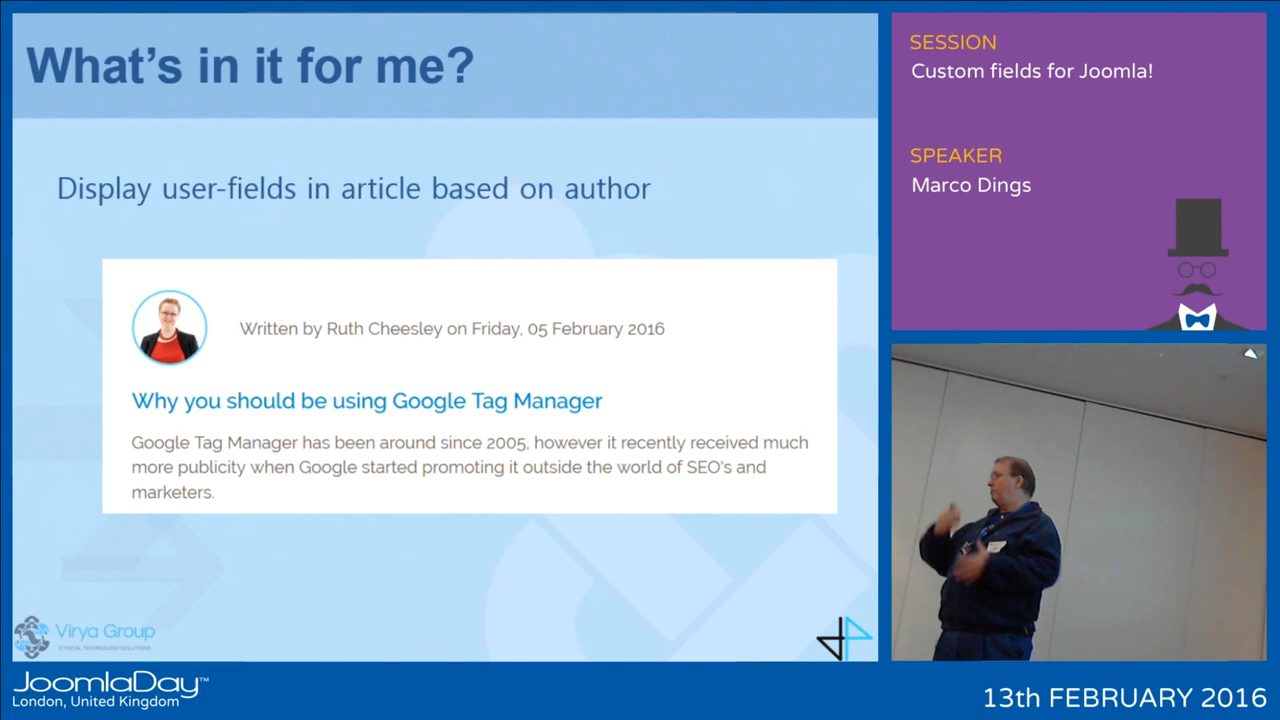 What's in it for me?
Display user-fields in article based on author
Written by Ruth Cheesley on Friday, 05 February 2016
Why you should be using Google Tag Manager
Google Tag Manager has been around since 2005, however it recently received much
more publicity when Google started promoting it outside the world of SEO's and
marketers.
Virya Group
ETHICAL TECHNOLOGY SOLUTIONS
SESSION
Custom fields for Joomla!
SPEAKER
Marco Dings
JoomlaDay™
London, United Kingdom
13th FEBRUARY 2016